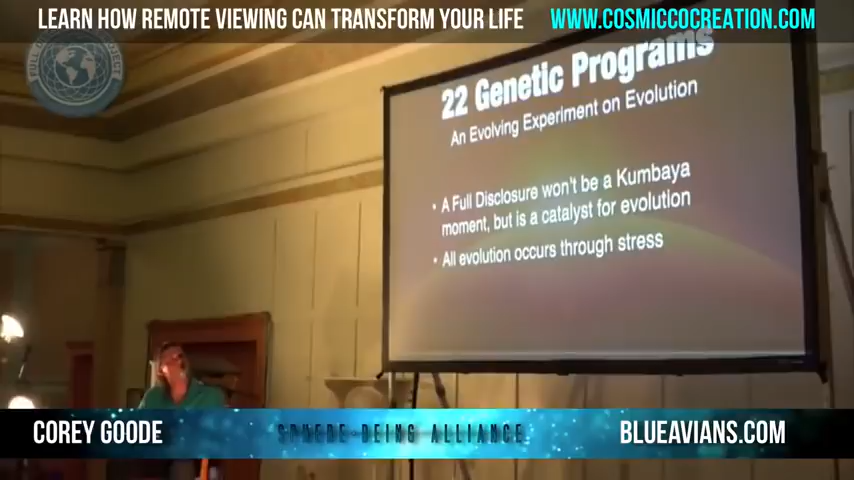 LEARN HOW REMOTE VIEWING CAN TRANSFORM YOUR LIFE WWW.COSMICCOCREATION.COM
22 Genetic Programs
An Evolving Experiment on Evolution
• A Full Disclosure won't be a Kumbaya
moment, but is a catalyst for evolution
• All evolution occurs through stress
COREY GOODE SPHERE BEING ALLIANCE BLUEAVIANS.COM